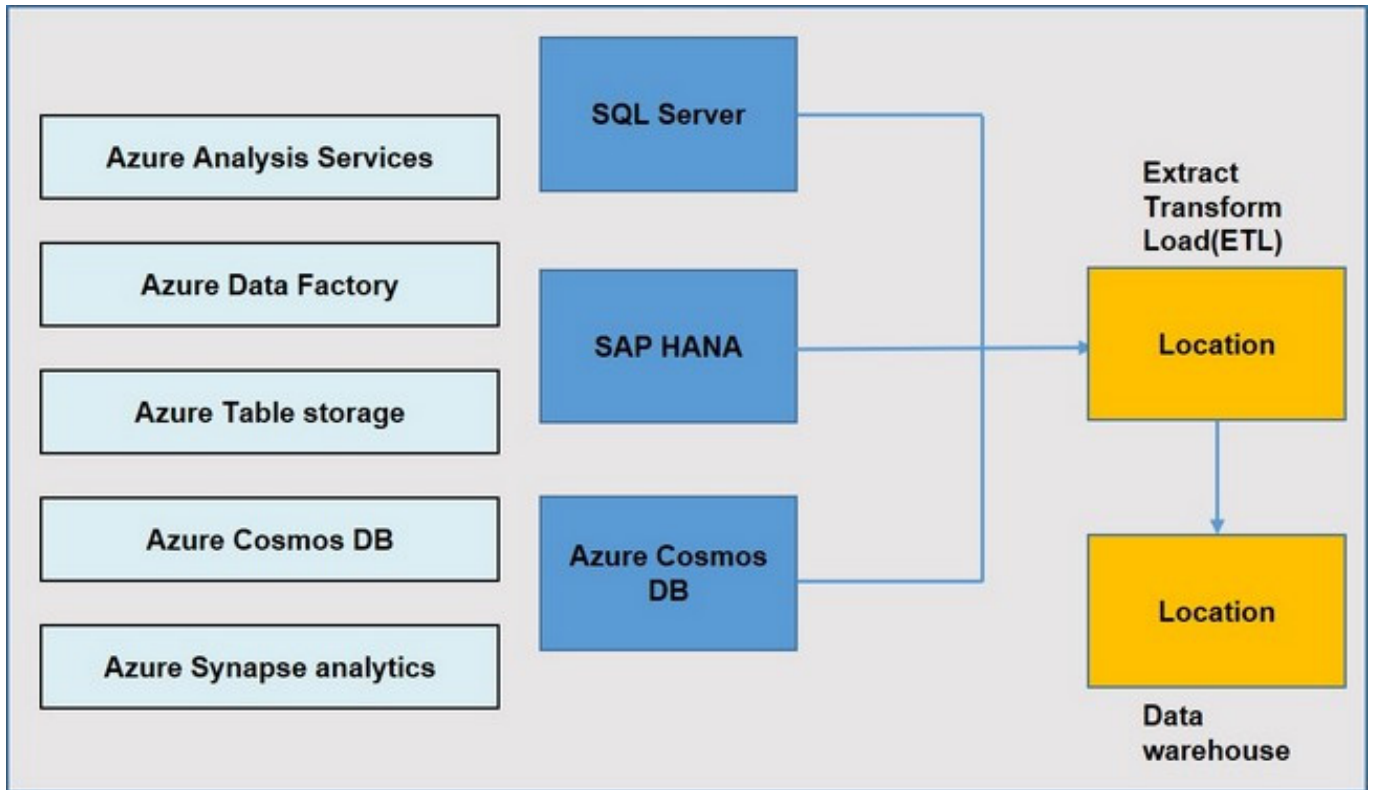 Azure Analysis Services
Azure Data Factory
Azure Table storage
Azure Cosmos DB
Azure Synapse analytics
SQL Server
SAP HANA
Azure Cosmos
DB
Extract
Transform
Load(ETL)
Location
Location
Data
warehouse